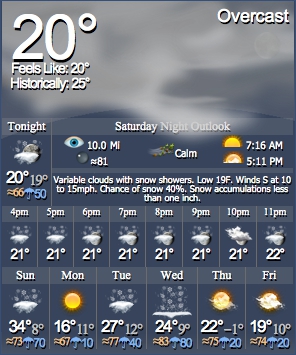 20°
Overcast
Feels Like: 20°
Historically: 25°
Tonight
Saturday Night Outlook
10.0 Mi
≈81
Calm
7:16 AM
5:11 PM
20° 19°
≈66 50
Variable clouds with snow showers. Low 19F. Winds S at 10
to 15mph. Chance of snow 40%. Snow accumulations less
than one inch.
4pm 5pm 6pm 7pm 8pm 9pm 10pm 11pm
21° 21° 21° 21° 21° 21° 21° 22°
Sun Mon Tue Wed Thu Fri
34° 8° 16° 11° 27° 12° 24° 9° 22° -1° 19° 10°
≈73 70 ≈67 10 ≈77 40 ≈83 80 ≈75 20 ≈74 20